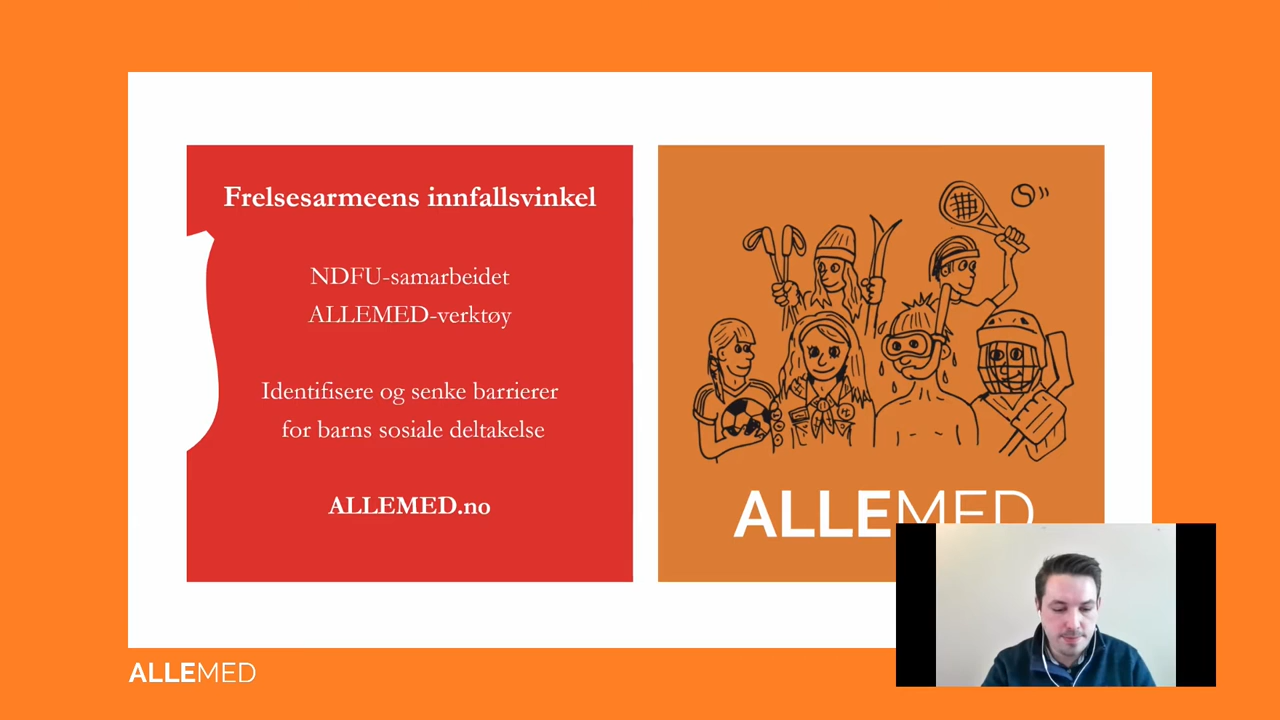 Frelsesarmeens innfallsvinkel
NDFU-samarbeidet
ALLEMED-verktøy
Identifisere og senke barrierer
for barns sosiale deltakelse
ALLEMED.no
ALLEMED
ALLEMED